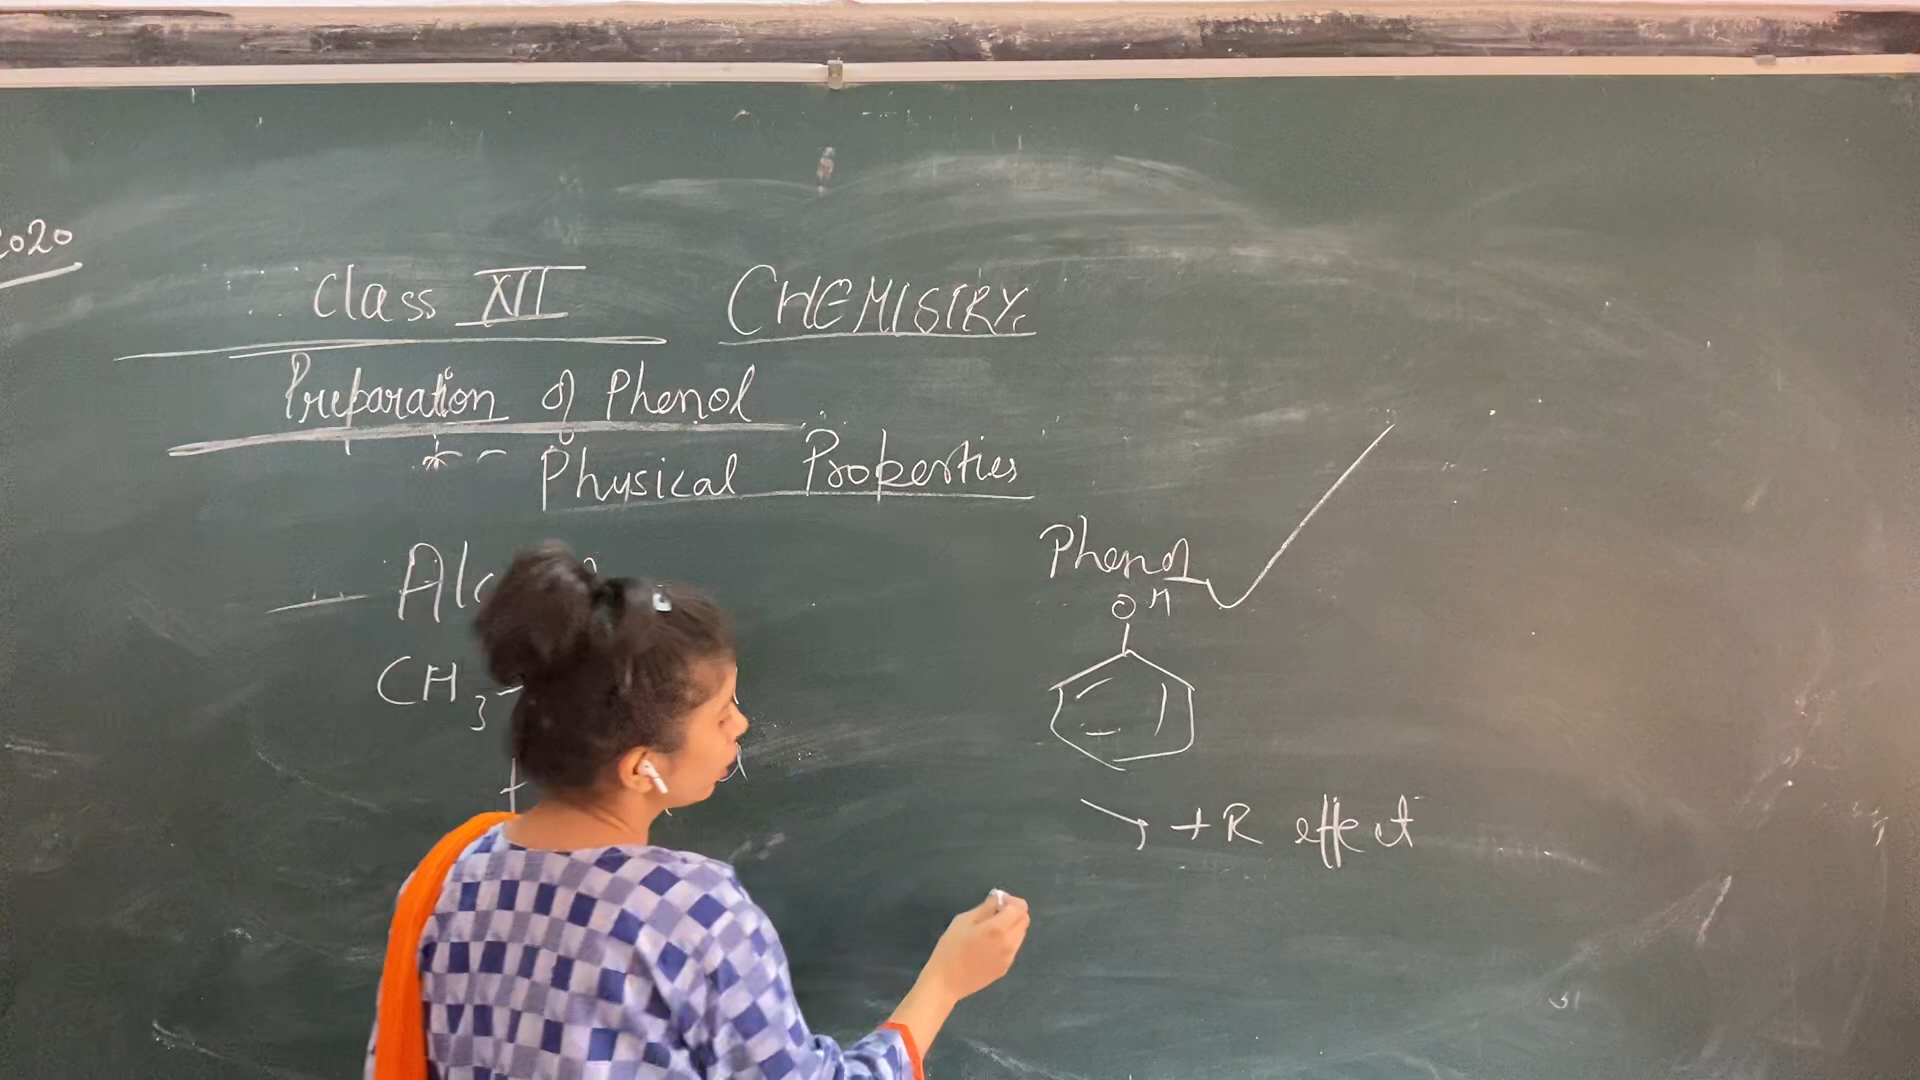 2020
Class XII CHEMISTRY
Preparation of Phenol
Physical Properties
Phenol
OH
CH3-
+R effect